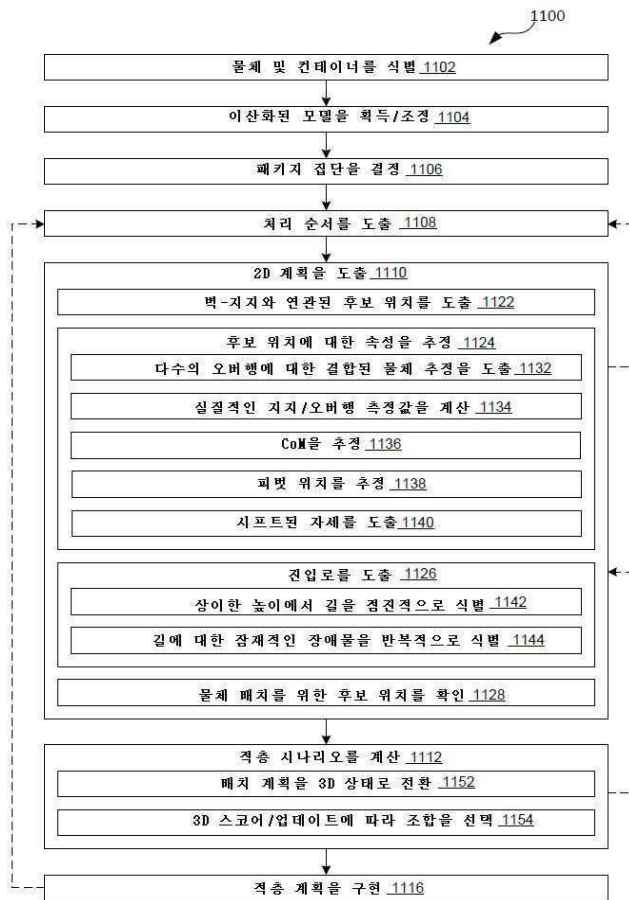 1100
물체 및 컨테이너를 식별 1102
이산화된 모델을 획득/조정 1104
패키지 집단을 결정 1106
처리 순서를 도출 1108
2D 계획을 도출 1110
벽-지지와 연관된 후보 위치를 도출 1122
후보 위치에 대한 속성을 추정 1124
다수의 오버행에 대한 결합된 물체 추정을 도출 1132
실질적인 지지/오버행 측정값을 계산 1134
CoM을 추정 1136
피벗 위치를 추정 1138
시프트된 자세를 도출 1140
진입로를 도출 1126
상이한 높이에서 길을 점진적으로 식별 1142
길에 대한 잠재적인 장애물을 반복적으로 식별 1144
물체 배치를 위한 후보 위치를 확인 1128
적층 시나리오를 계산 1112
배치 계획을 3D 상태로 전환 1152
3D 스코어/업데이트에 따라 조합을 선택 1154
적층 계획을 구현 1116